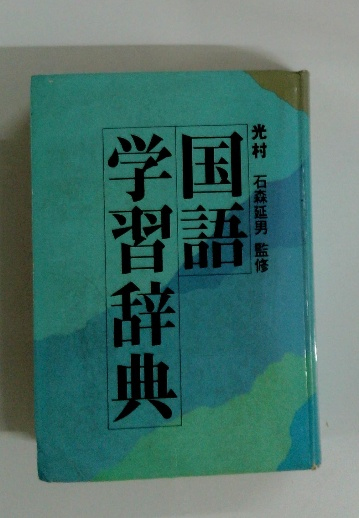 光村 石森延男 監修
国語
学習辞典